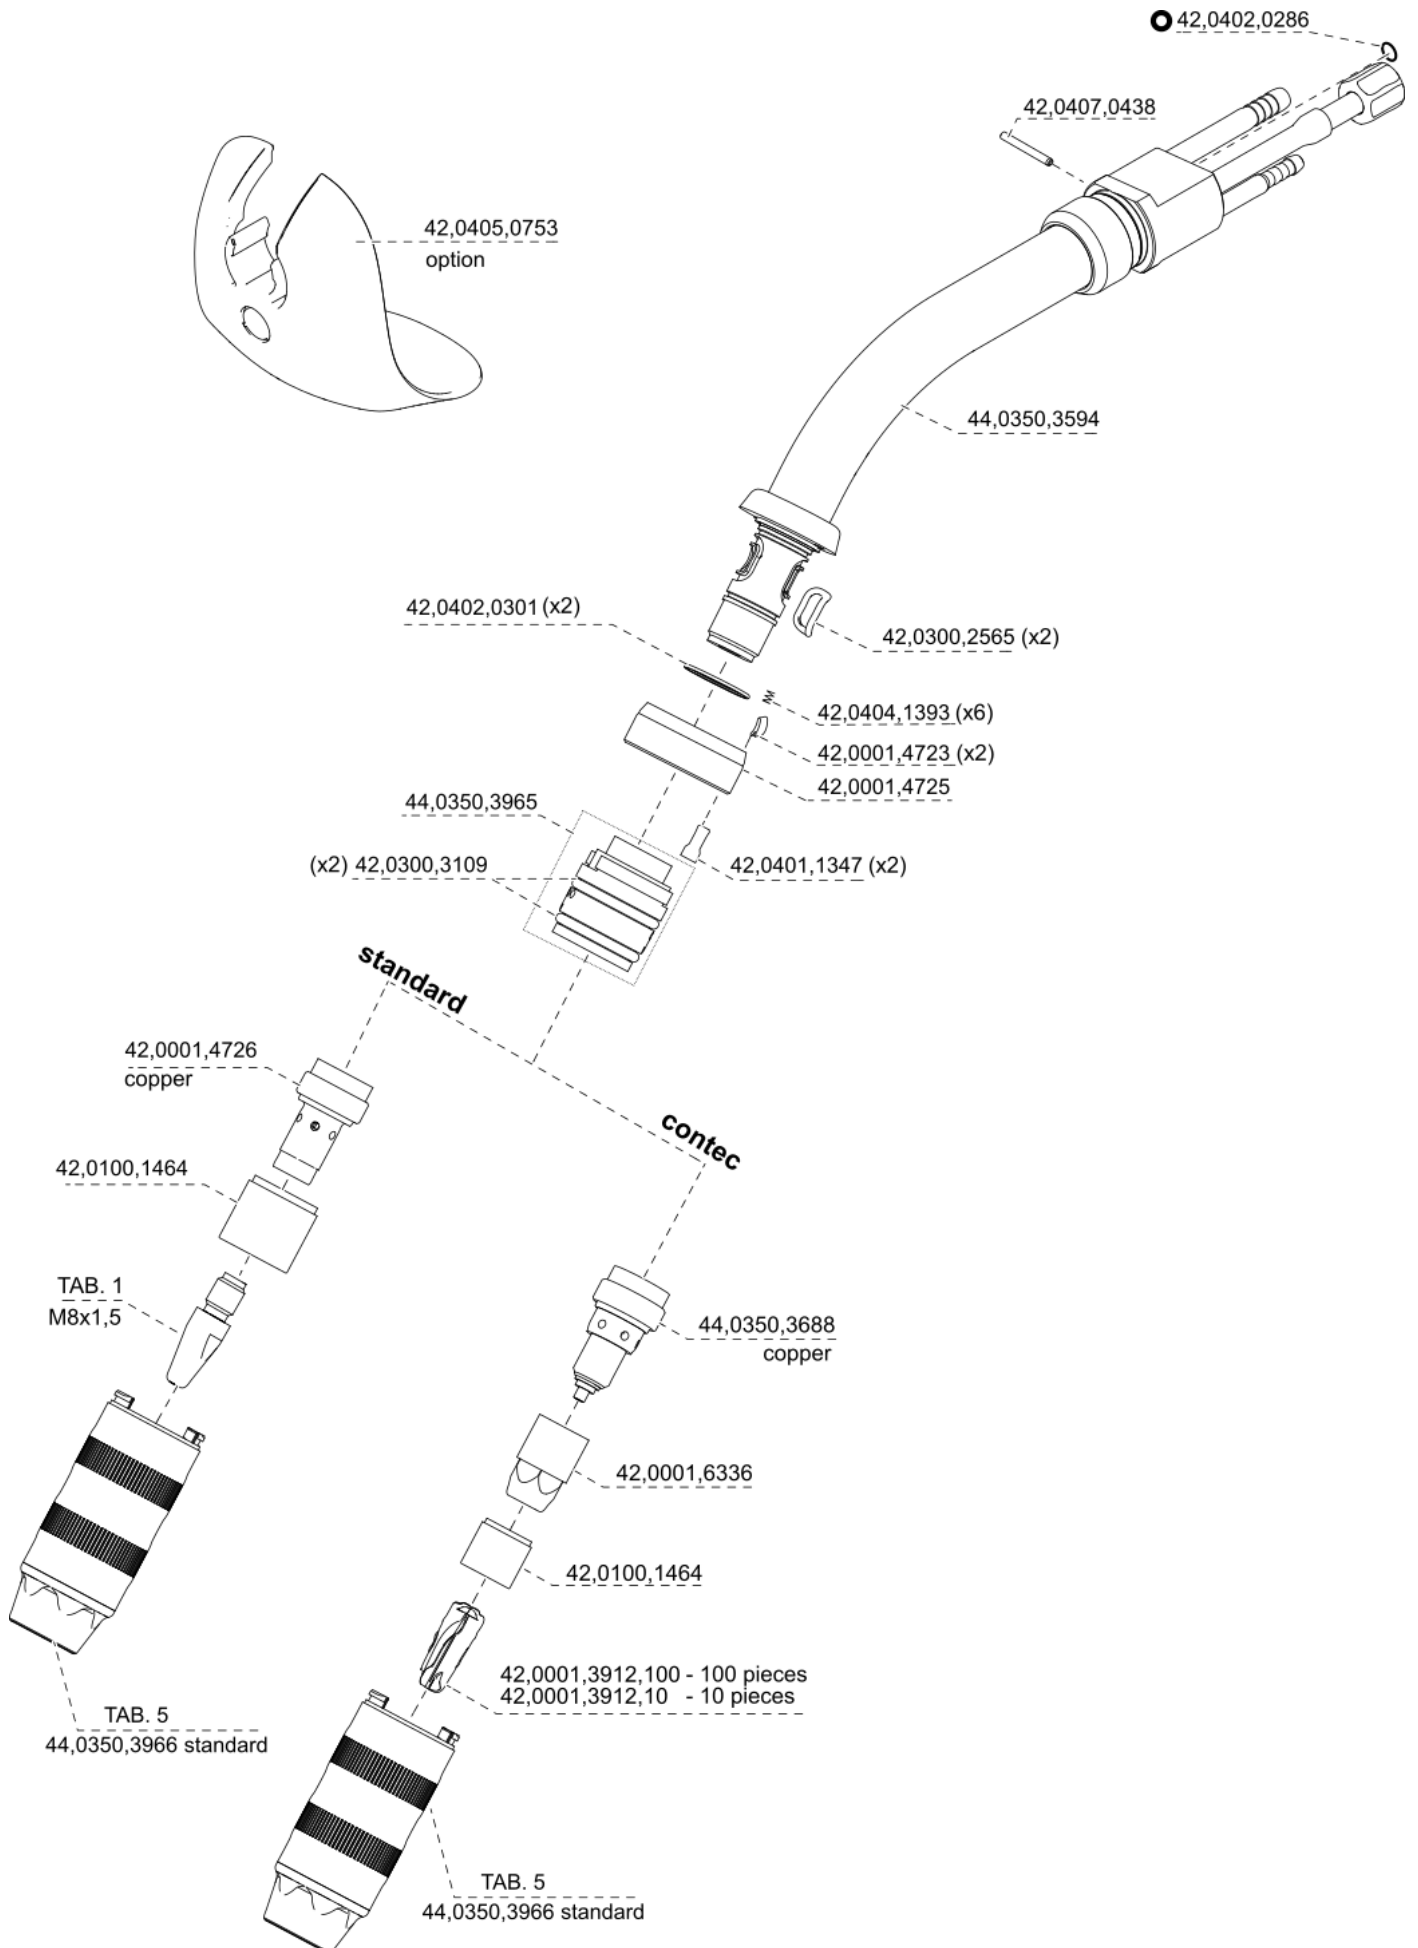 42,0402,0286
42,0407,0438
42,0405,0753
option
44,0350,3594
42,0402,0301 (x2)
42,0300,2565 (x2)
42,0404,1393 (x6)
42,0001,4723 (x2)
42,0001,4725
44,0350,3965
(x2) 42,0300,3109
42,0401,1347 (x2)
standard
42,0001,4726
copper
contec
42,0100,1464
TAB. 1
M8x1,5
44,0350,3688
copper
42,0001,6336
42,0100,1464
42,0001,3912,100 - 100 pieces
42,0001,3912,10 - 10 pieces
TAB. 5
44,0350,3966 standard
TAB. 5
44,0350,3966 standard